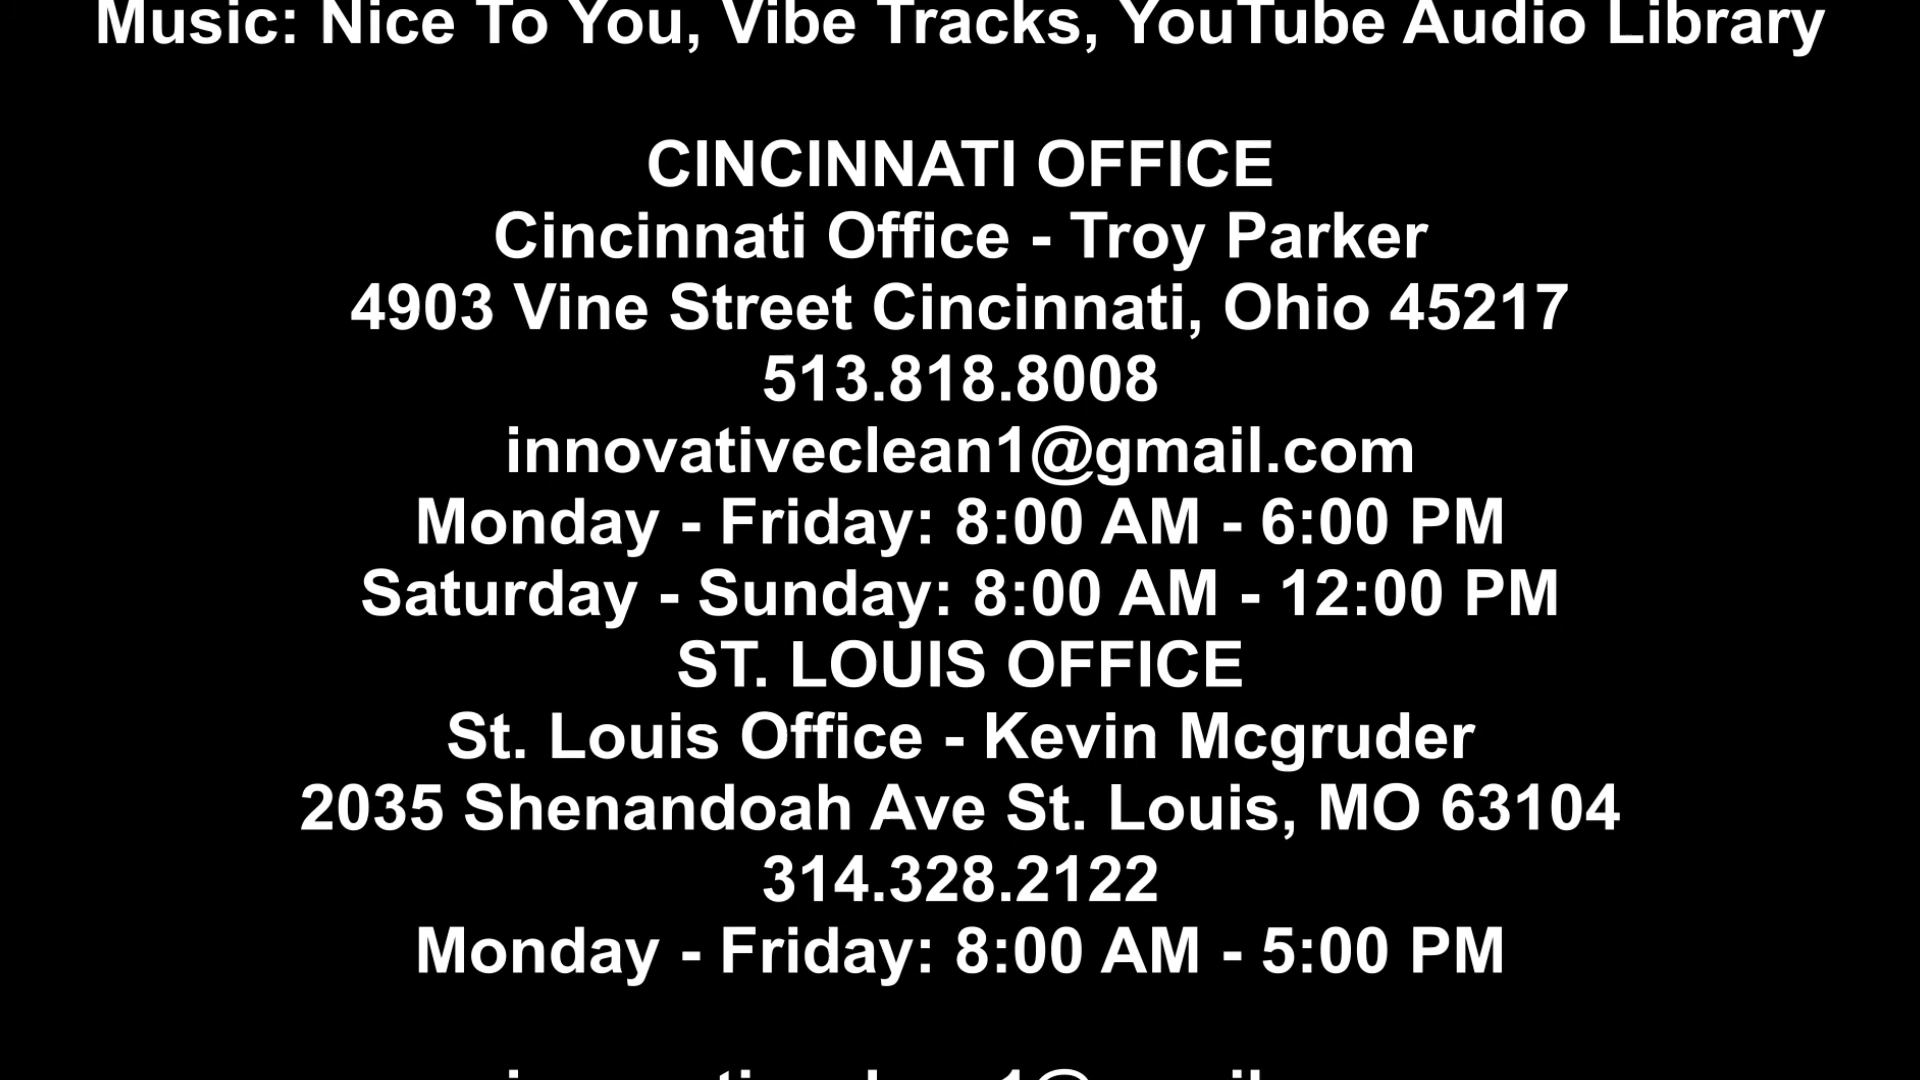 Music: Nice To You, Vibe Tracks, YouTube Audio Library
CINCINNATI OFFICE
Cincinnati Office - Troy Parker
4903 Vine Street Cincinnati, Ohio 45217
513.818.8008
innovativeclean1@gmail.com
Monday - Friday: 8:00 AM - 6:00 PM
Saturday - Sunday: 8:00 AM - 12:00 PM
ST. LOUIS OFFICE
St. Louis Office - Kevin Mcgruder
2035 Shenandoah Ave St. Louis, MO 63104
314.328.2122
Monday - Friday: 8:00 AM - 5:00 PM